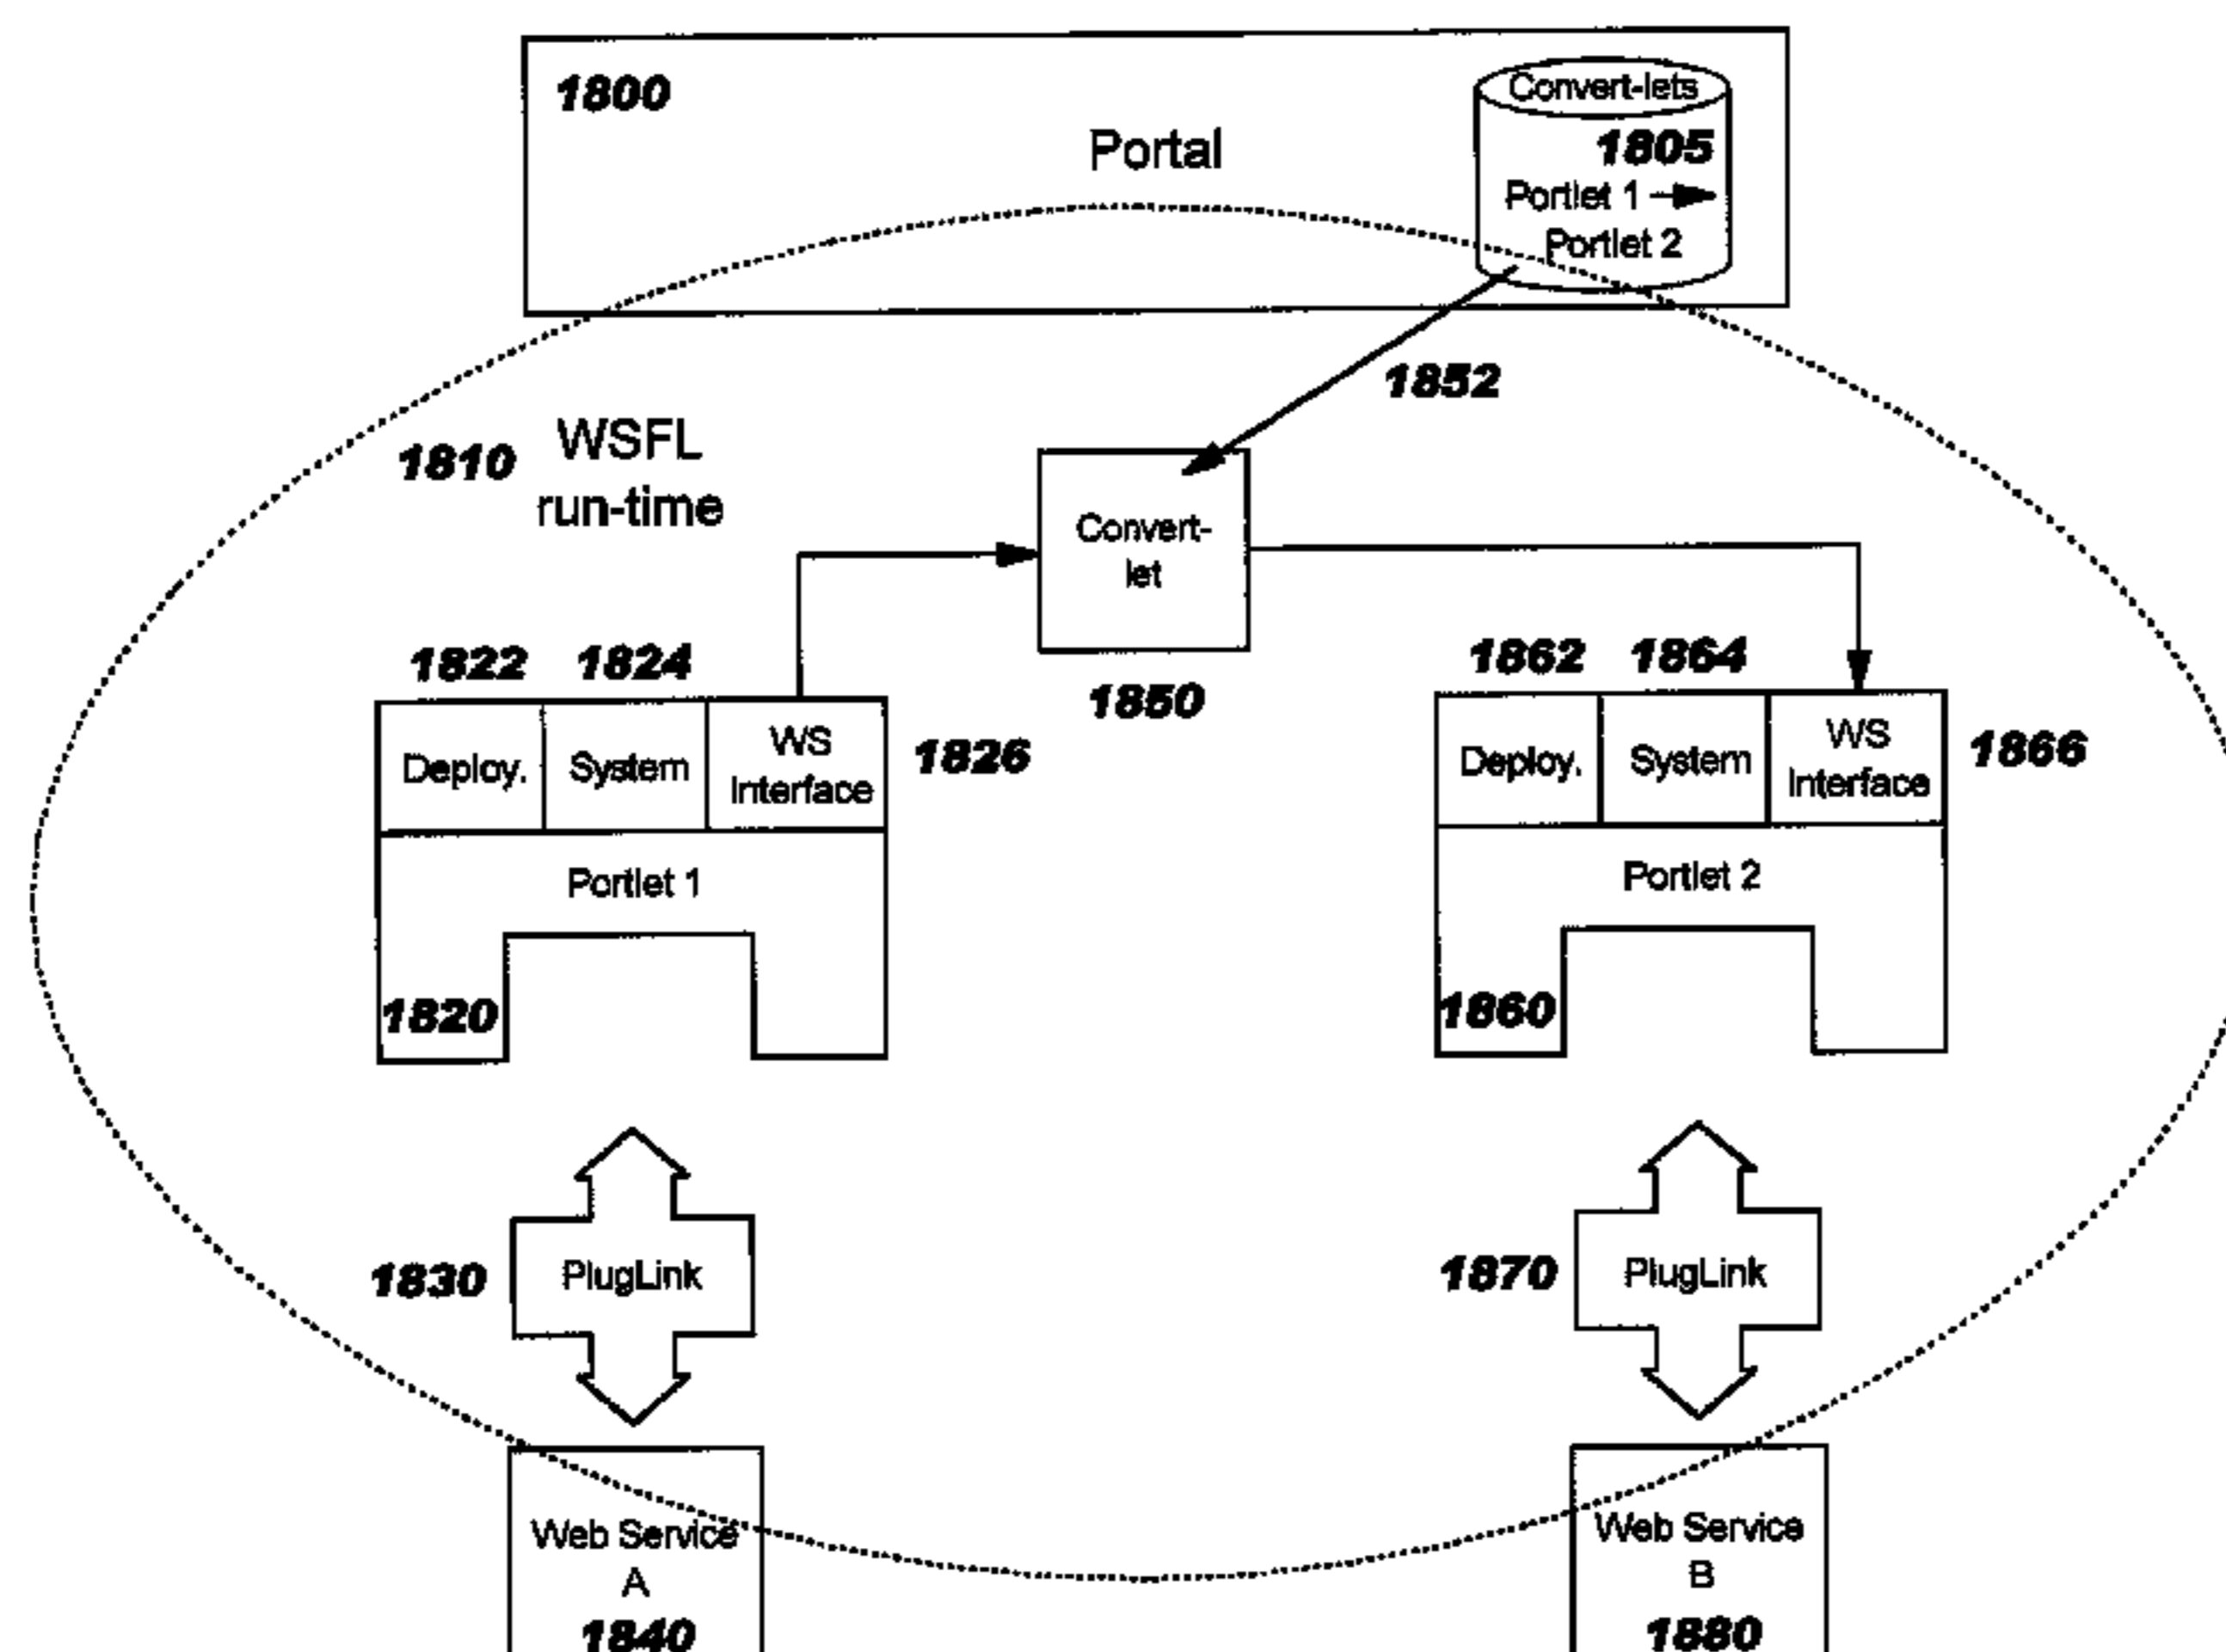 1800
Portal
Convert-lets
1805
Portlet 1
Portlet 2
1852
1810
WSFL
run-time
Convert-
let
1850
1822
1824
Deploy.
System
WS
Interface
1826
Portlet 1
1820
1862
1864
Deploy.
System
WS
Interface
1866
Portlet 2
1860
1830
PlugLink
1870
PlugLink
Web Service
A
1840
Web Service
B
1880